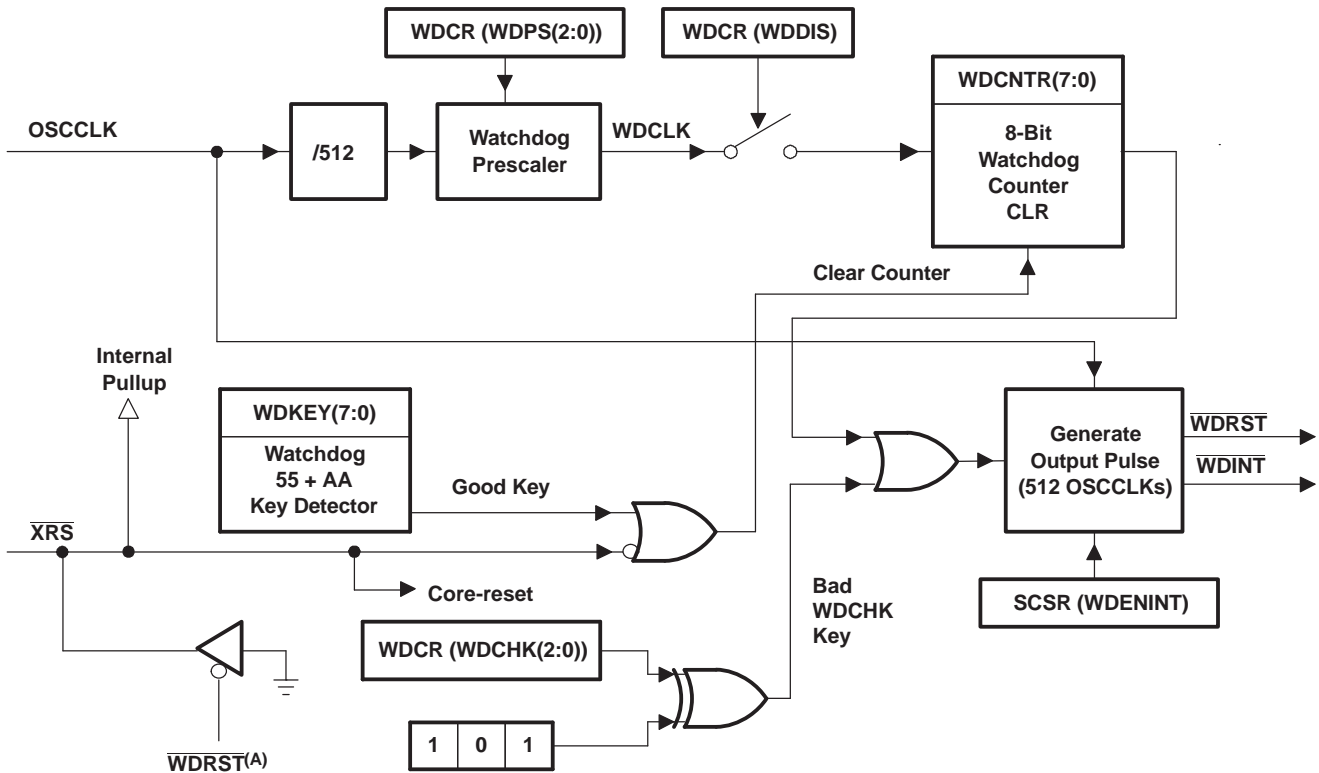 WDCR (WDPS(2:0))
WDCR (WDDIS)
WDCNTR(7:0)
OSCCLK
/512
Watchdog
Prescaler
WDCLK
8-Bit
Watchdog
Counter
CLR
Clear Counter
Internal
Pullup
WDKEY(7:0)
Watchdog
55 + AA
Key Detector
Good Key
Generate
Output Pulse
(512 OSCCLKs)
WDRST
WDINT
XRS
Core-reset
Bad
WDCHK
Key
SCSR (WDENINT)
WDCR (WDCHK(2:0))
1 0 1
WDRST(A)